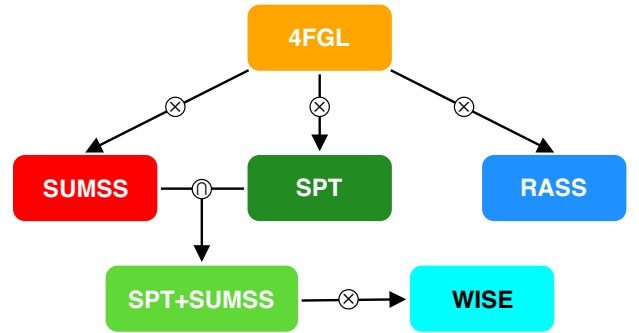 4FGL
⊗
⊗
⊗
SUMSS
∩
SPT
RASS
SPT+SUMSS
⊗
WISE